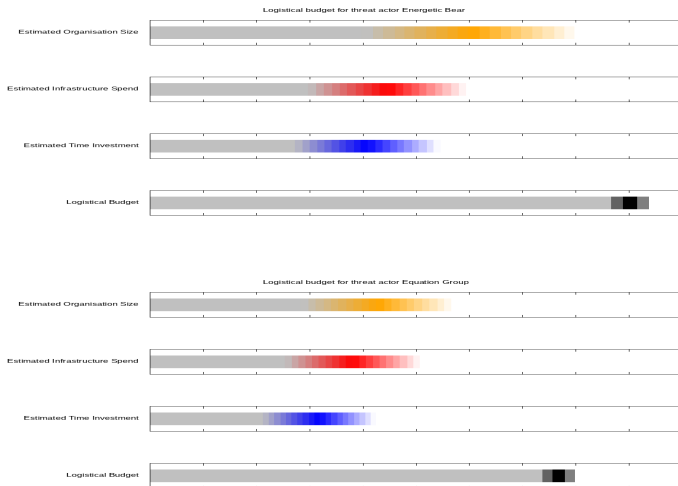 Logistical budget for threat actor Energetic Bear
Estimated Organisation Size
Estimated Infrastructure Spend
Estimated Time Investment
Logistical Budget
Logistical budget for threat actor Equation Group
Estimated Organisation Size
Estimated Infrastructure Spend
Estimated Time Investment
Logistical Budget